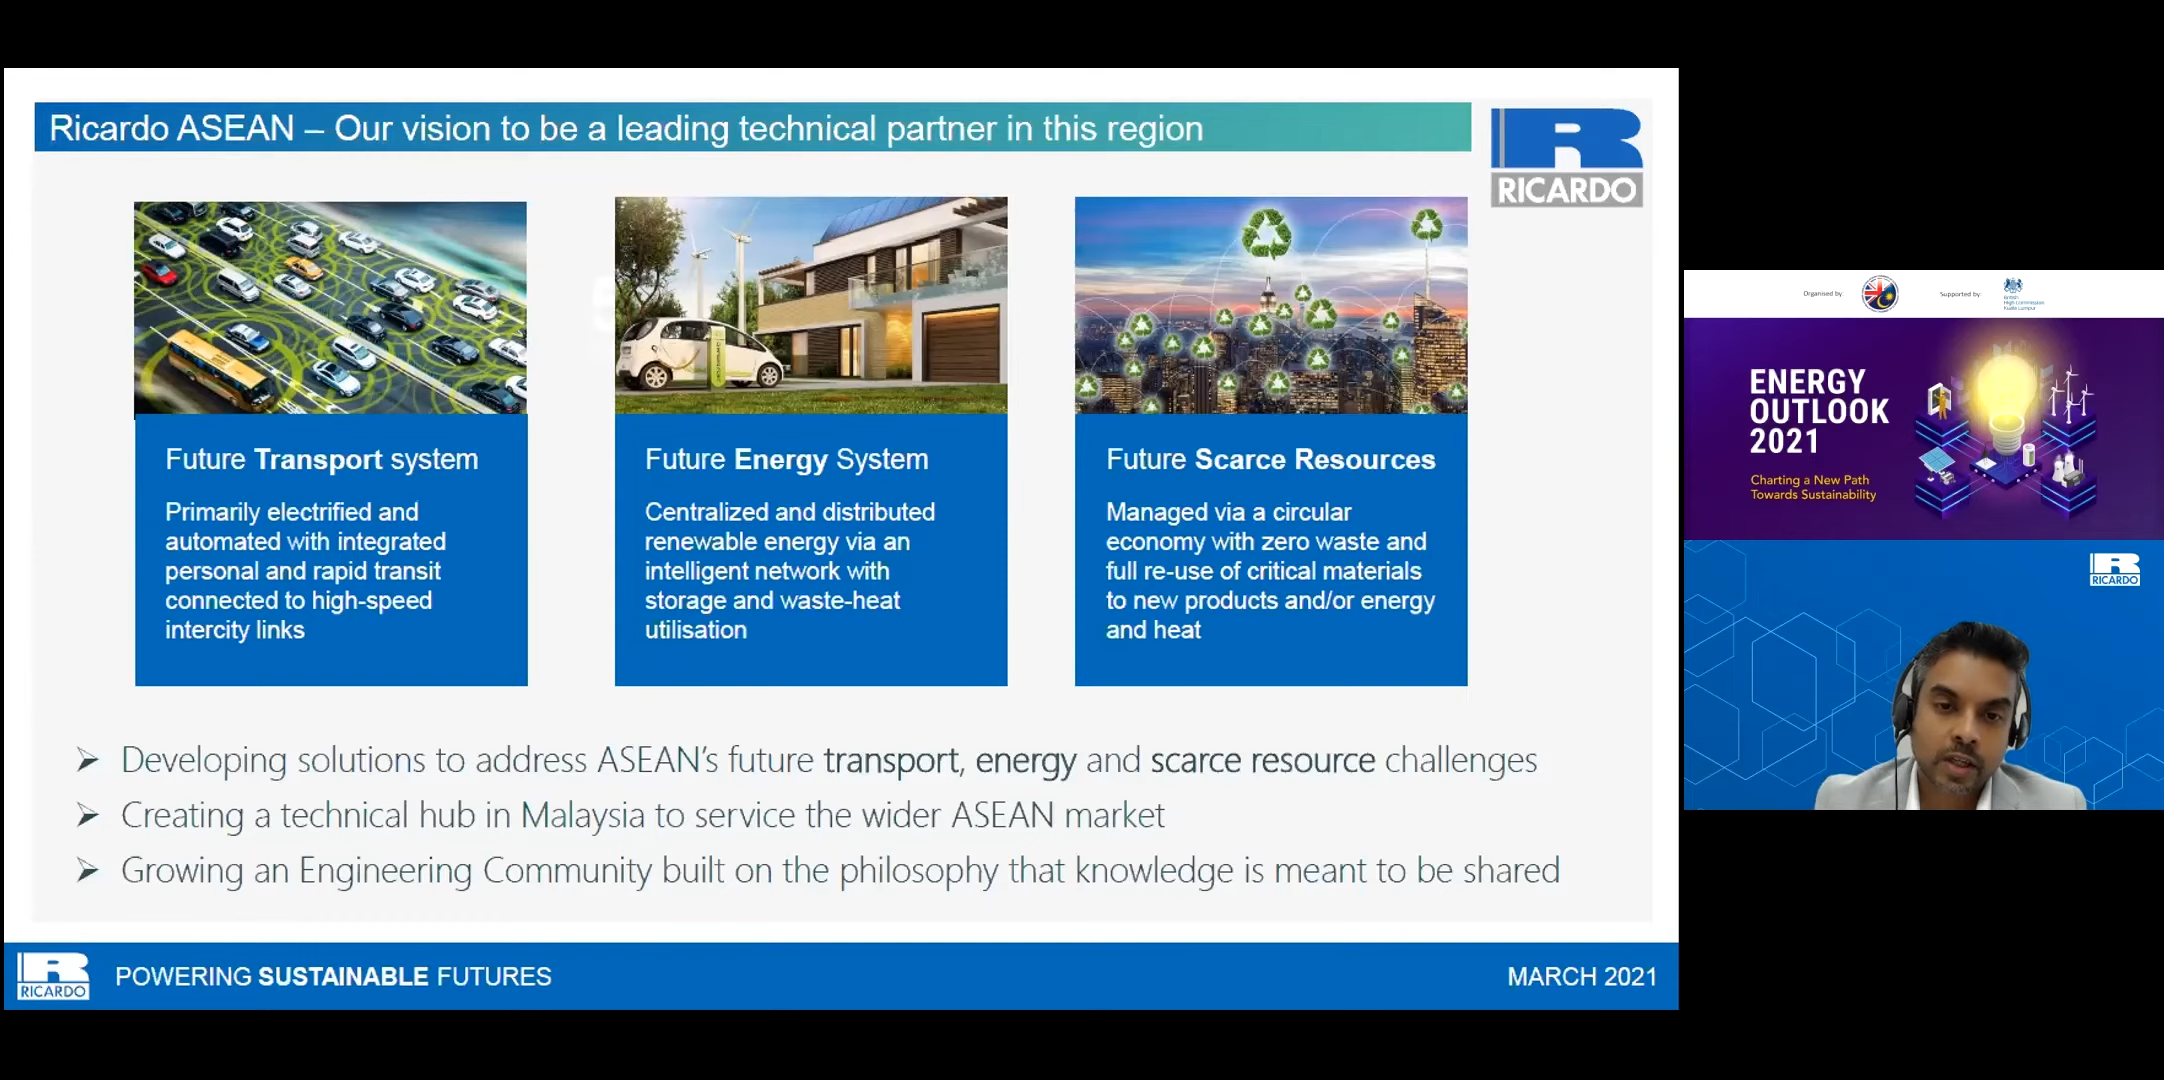 Ricardo ASEAN – Our vision to be a leading technical partner in this region
RICARDO
Future Transport system
Primarily electrified and
automated with integrated
personal and rapid transit
connected to high-speed
intercity links
Future Energy System
Centralized and distributed
renewable energy via an
intelligent network with
storage and waste-heat
utilisation
Future Scarce Resources
Managed via a circular
economy with zero waste and
full re-use of critical materials
to new products and/or energy
and heat
➢ Developing solutions to address ASEAN's future transport, energy and scarce resource challenges
➢ Creating a technical hub in Malaysia to service the wider ASEAN market
➢ Growing an Engineering Community built on the philosophy that knowledge is meant to be shared
RICARDO
POWERING SUSTAINABLE FUTURES
MARCH 2021
Organised by
Supported by
British
High Commission
Kuala Lumpur
ENERGY
OUTLOOK
2021
Charting a New Path
Towards Sustainability
RICARDO